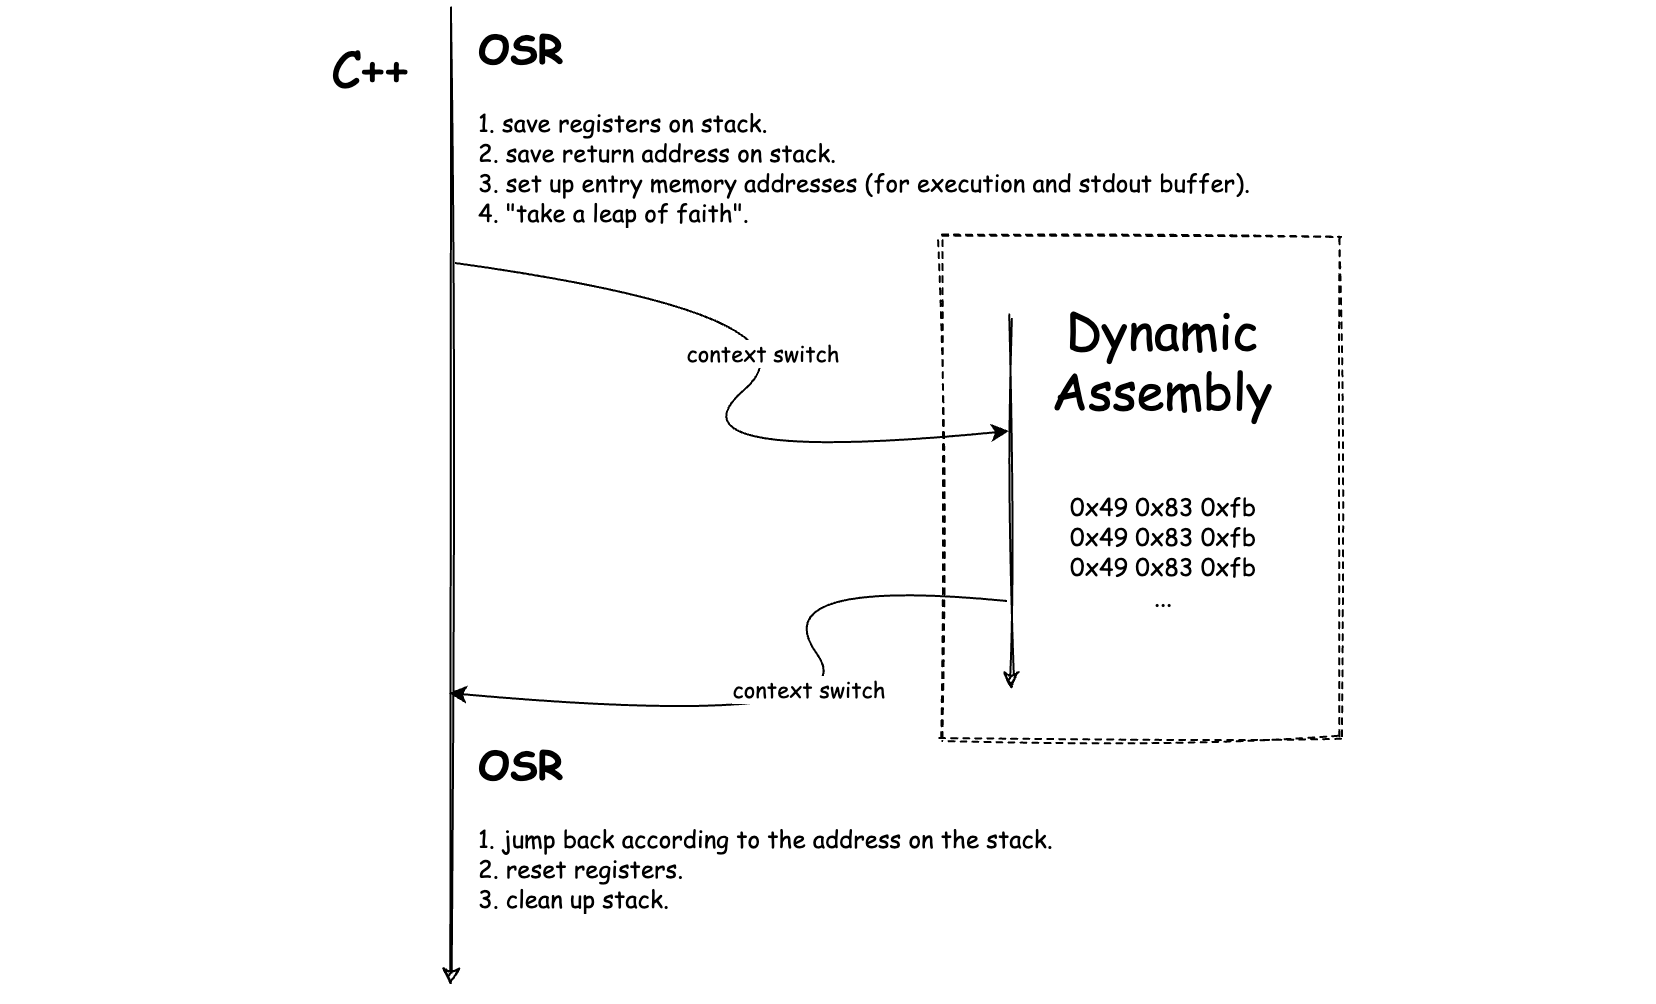 C++
OSR
1. save registers on stack.
2. save return address on stack.
3. set up entry memory addresses (for execution and stdout buffer).
4. "take a leap of faith".
context switch
Dynamic
Assembly
0x49 0x83 0xfb
0x49 0x83 0xfb
0x49 0x83 0xfb
...
context switch
OSR
1. jump back according to the address on the stack.
2. reset registers.
3. clean up stack.